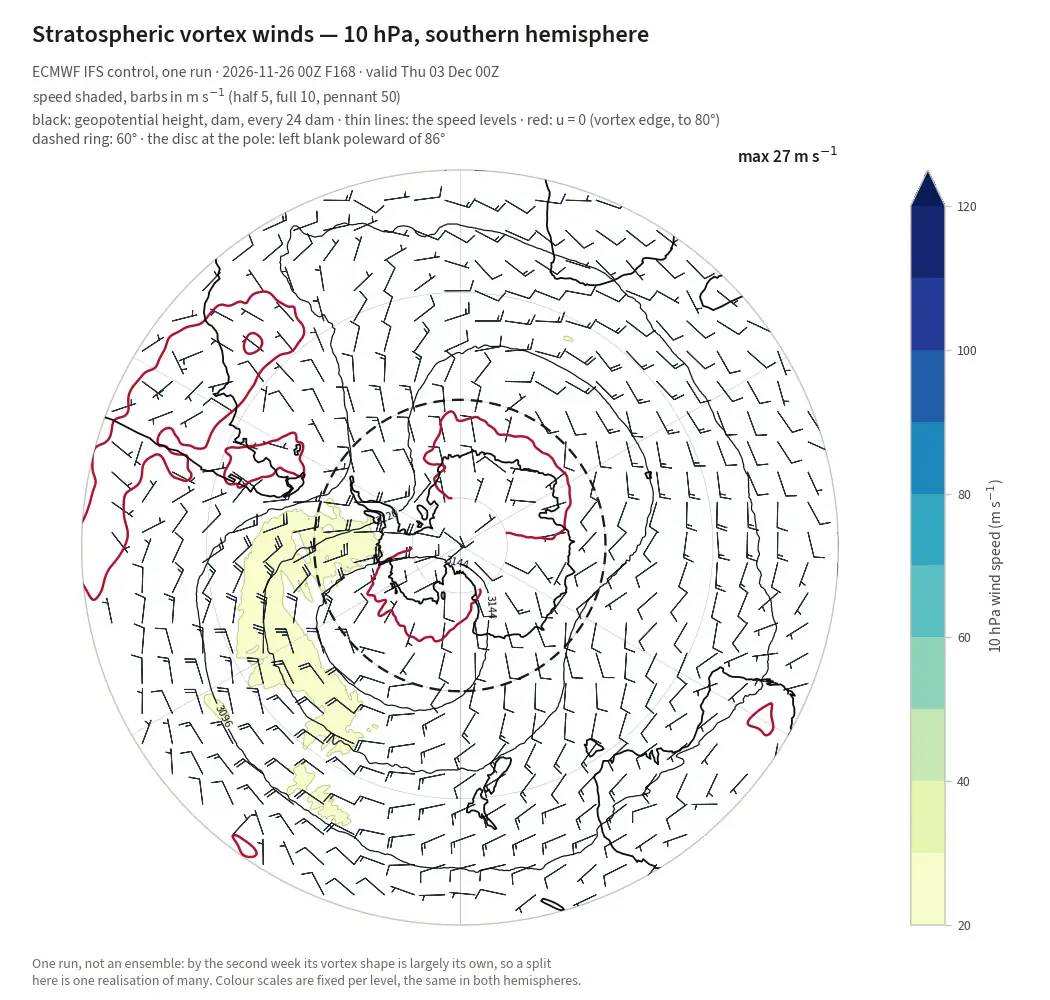 Stratospheric vortex winds — 10 hPa, southern hemisphere
ECMWF IFS control, one run · 2026-11-26 00Z F168 · valid Thu 03 Dec 00Z
speed shaded, barbs in m s⁻¹ (half 5, full 10, pennant 50)
black: geopotential height, dam, every 24 dam · thin lines: the speed levels · red: u = 0 (vortex edge, to 80°)
dashed ring: 60° · the disc at the pole: left blank poleward of 86°
max 27 m s⁻¹
120
100
80
60
40
20
10 hPa wind speed (m s⁻¹)
3144
3144
3096
One run, not an ensemble: by the second week its vortex shape is largely its own, so a split
here is one realisation of many. Colour scales are fixed per level, the same in both hemispheres.